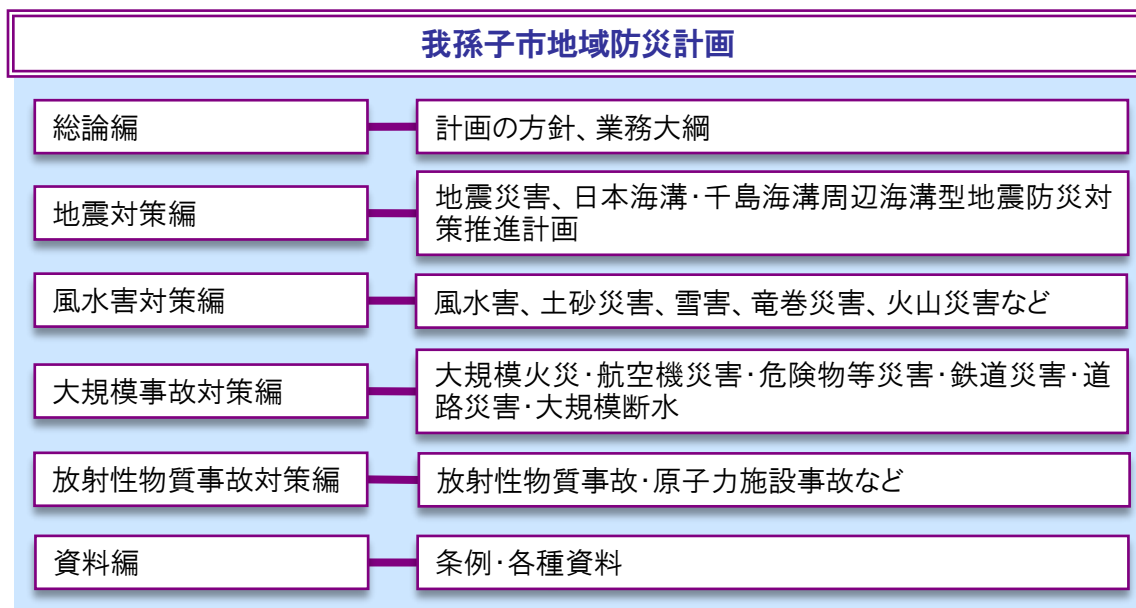 我孫子市地域防災計画
総論編
計画の方針、業務大綱
地震対策編
地震災害、日本海溝・千島海溝周辺海溝型地震防災対
策推進計画
風水害対策編
風水害、土砂災害、雪害、竜巻災害、火山災害など
大規模事故対策編
大規模火災・航空機災害・危険物等災害・鉄道災害・道
路災害・大規模断水
放射性物質事故対策編
放射性物質事故・原子力施設事故など
資料編
条例・各種資料